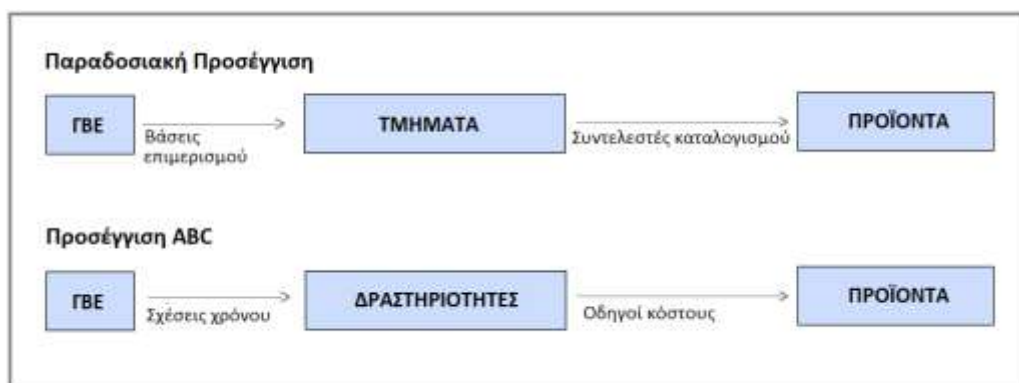 Παραδοσιακή Προσέγγιση
ΓΒΕ
Βάσεις
επιμερισμού
ΤΜΗΜΑΤΑ
Συντελεστές καταλογισμού
ΠΡΟΪΟΝΤΑ
Προσέγγιση ABC
ΓΒΕ
Σχέσεις χρόνου
ΔΡΑΣΤΗΡΙΟΤΗΤΕΣ
Οδηγοί κόστους
ΠΡΟΪΟΝΤΑ